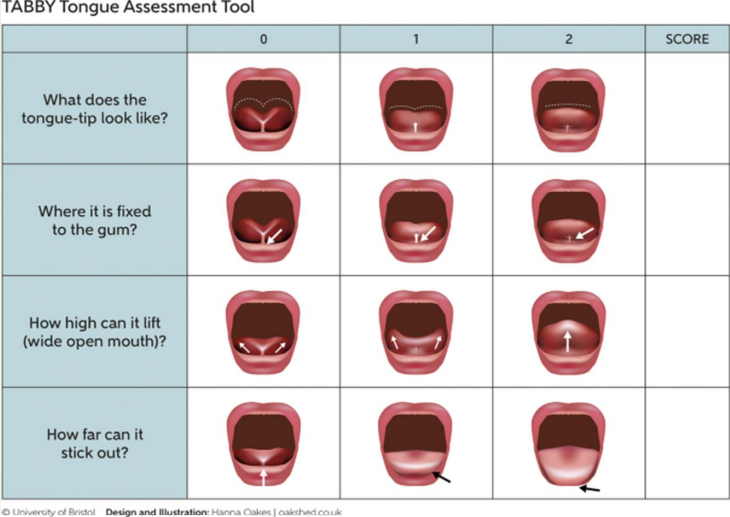 TABBY Tongue Assessment Tool
0 1 2 SCORE
What does the
tongue-tip look like?
Where it is fixed
to the gum?
How high can it lift
(wide open mouth)?
How far can it
stick out?
© University of Bristol Design and Illustration: Hanna Oakes | oakshed.co.uk